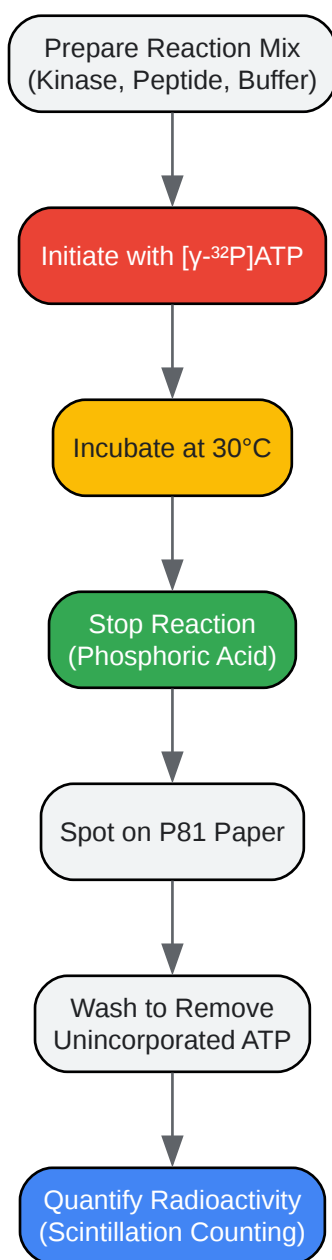 Prepare Reaction Mix
(Kinase, Peptide, Buffer)
Initiate with [γ-³²P]ATP
Incubate at 30°C
Stop Reaction
(Phosphoric Acid)
Spot on P81 Paper
Wash to Remove
Unincorporated ATP
Quantify Radioactivity
(Scintillation Counting)